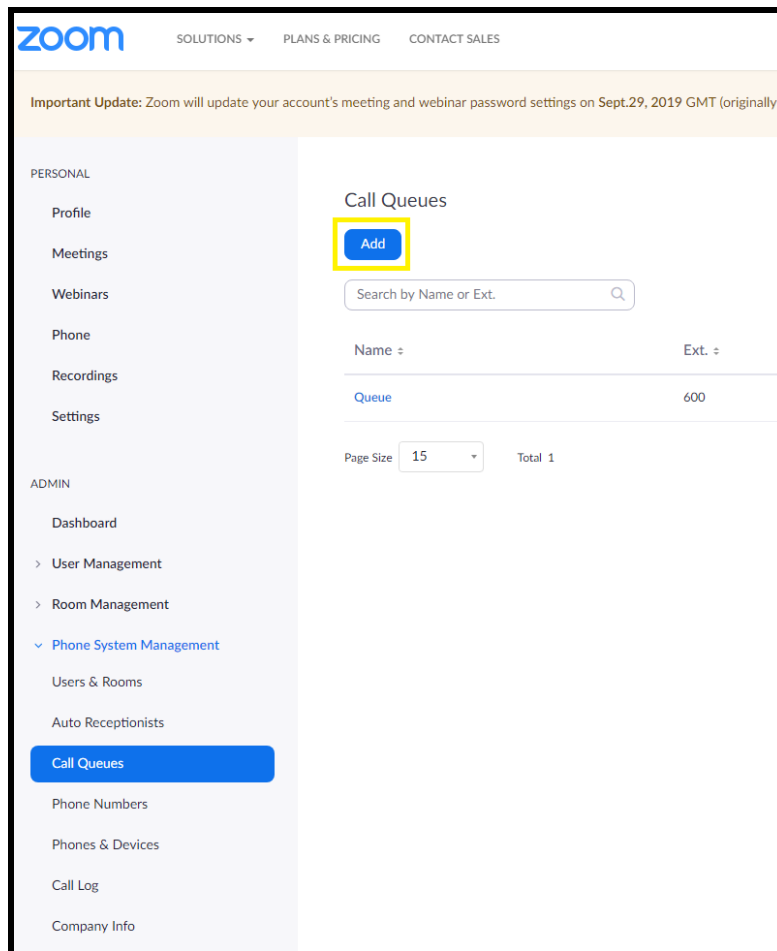 zoom SOLUTIONS PLANS & PRICING CONTACT SALES
Important Update: Zoom will update your account's meeting and webinar password settings on Sept.29, 2019 GMT (originally
PERSONAL
Profile
Meetings
Webinars
Phone
Recordings
Settings
ADMIN
Dashboard
User Management
Room Management
Phone System Management
Users & Rooms
Auto Receptionists
Call Queues
Phone Numbers
Phones & Devices
Call Log
Company Info
Call Queues
Add
Search by Name or Ext.
Name Ext.
Queue 600
Page Size 15 Total 1